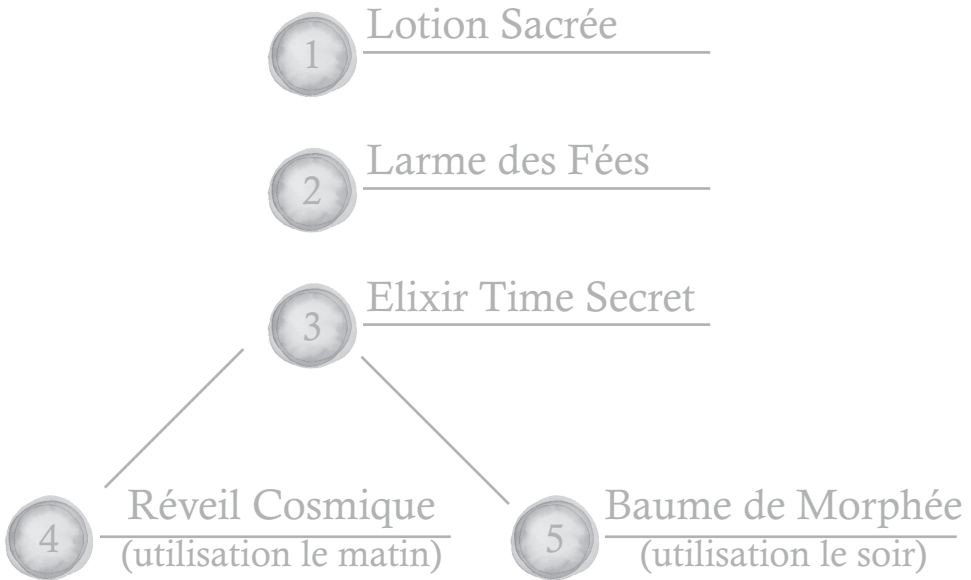 1 Lotion Sacrée
2 Larme des Fées
3 Elixir Time Secret
4 Réveil Cosmique
(utilisation le matin)
5 Baume de Morphée
(utilisation le soir)